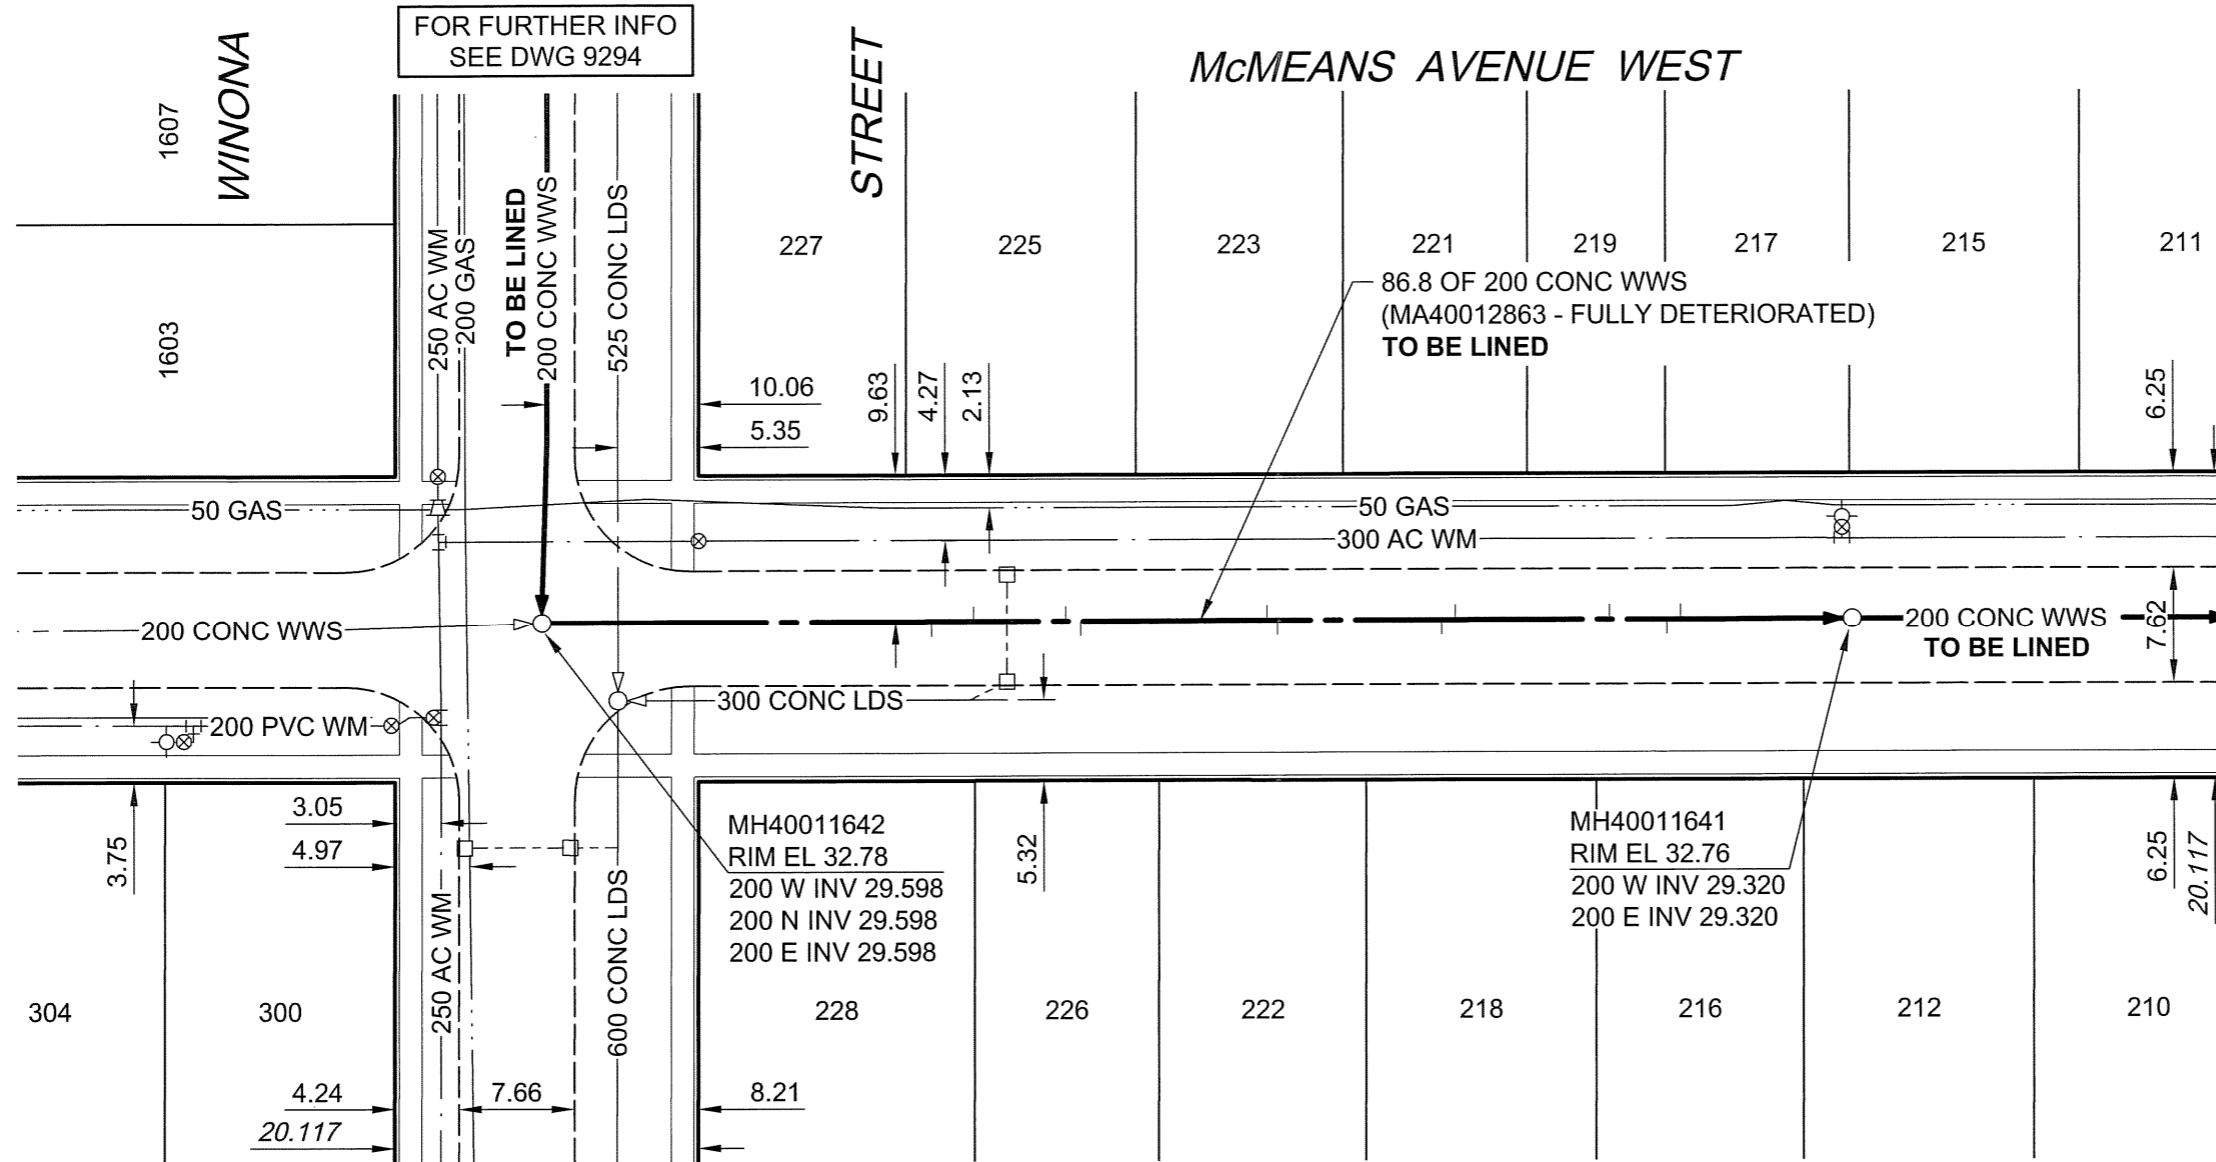 FOR FURTHER INFO
SEE DWG 9294
WINONA
STREET
McMEANS AVENUE WEST
1607
1603
250 AC WM
200 GAS
TO BE LINED
200 CONC WWS
525 CONC LDS
227
225
223
221
219
217
215
211
86.8 OF 200 CONC WWS
(MA40012863 - FULLY DETERIORATED)
TO BE LINED
10.06
5.35
9.63
4.27
2.13
6.25
50 GAS
50 GAS
300 AC WM
200 CONC WWS
200 CONC WWS
TO BE LINED
7.62
300 CONC LDS
200 PVC WM
3.75
3.05
4.97
MH40011642
RIM EL 32.78
200 W INV 29.598
200 N INV 29.598
200 E INV 29.598
5.32
MH40011641
RIM EL 32.76
200 W INV 29.320
200 E INV 29.320
6.25
20.117
250 AC WM
600 CONC LDS
304
300
228
226
222
218
216
212
210
4.24
7.66
8.21
20.117